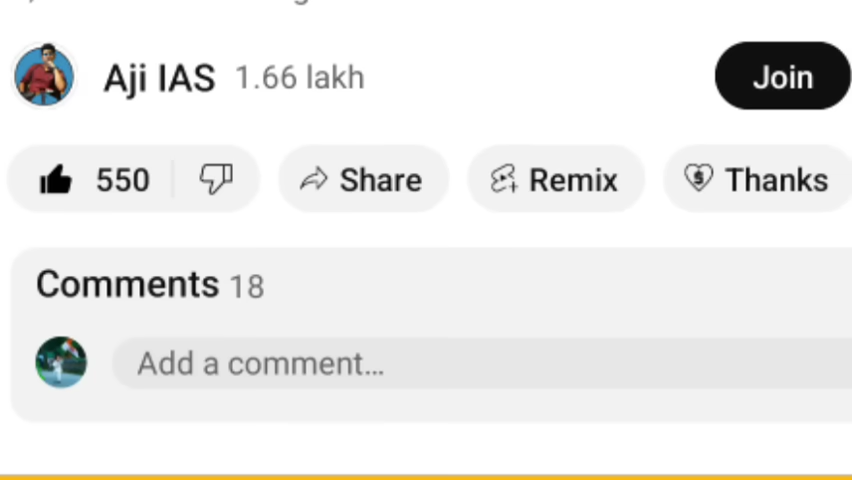 Aji IAS 1.66 lakh Join
550 Share Remix Thanks
Comments 18
Add a comment...